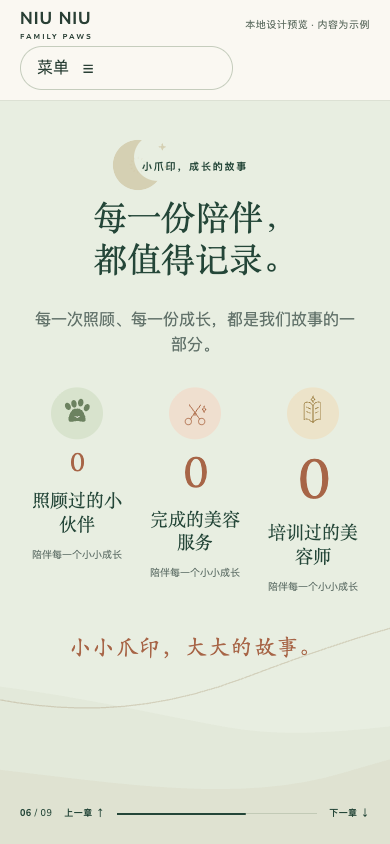 NIU NIU
FAMILY PAWS
本地设计预览 · 内容为示例
菜单 ≡
小爪印，成长的故事
每一份陪伴，
都值得记录。
每一次照顾、每一份成长，都是我们故事的一
部分。
0
照顾过的小
伙伴
陪伴每一个小小成长
0
完成的美容
服务
陪伴每一个小小成长
0
培训过的美
容师
陪伴每一个小小成长
小小爪印，大大的故事。
06 / 09 上一章 ↑ 下一章 ↓